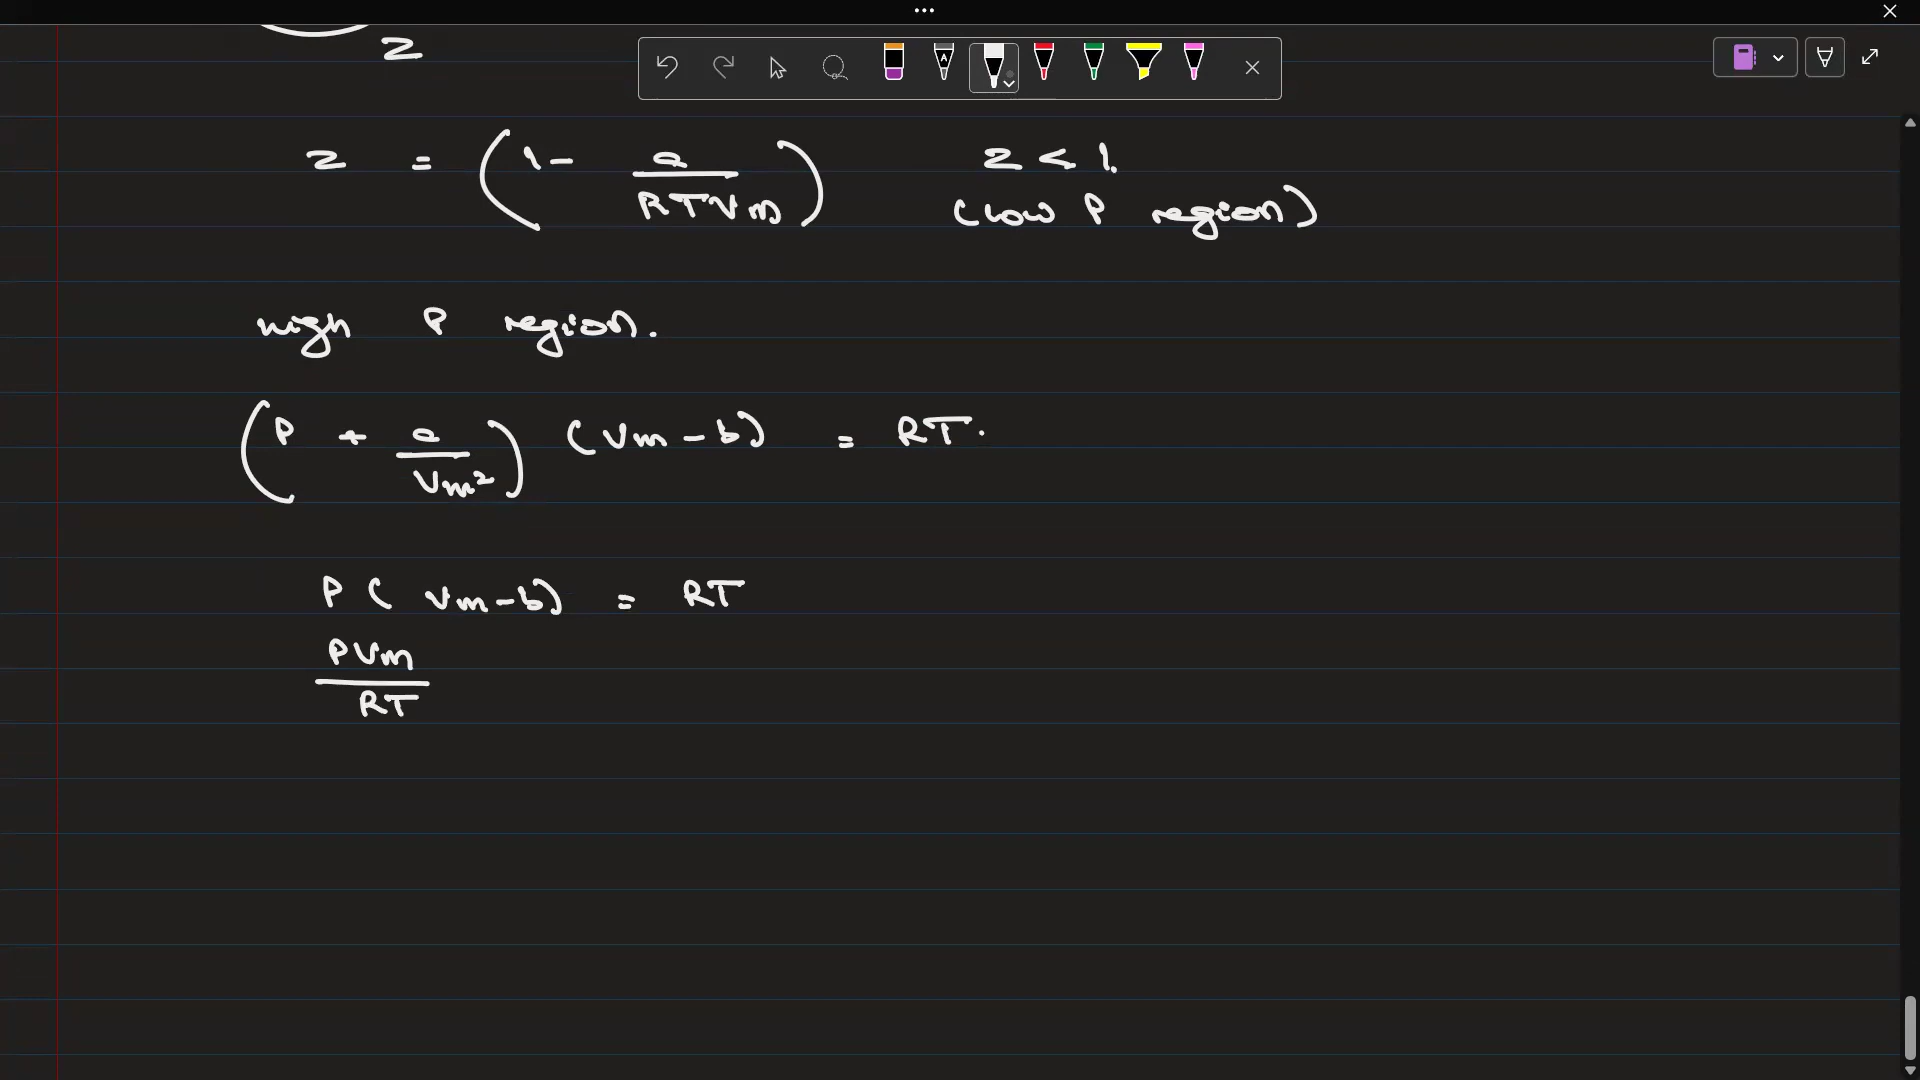 Z
Z = (1 - a / RTVm) Z < 1.
(Low P region)
high P region.
(P + a / Vm²) (Vm - b) = RT.
P ( Vm - b) = RT
PVm
RT